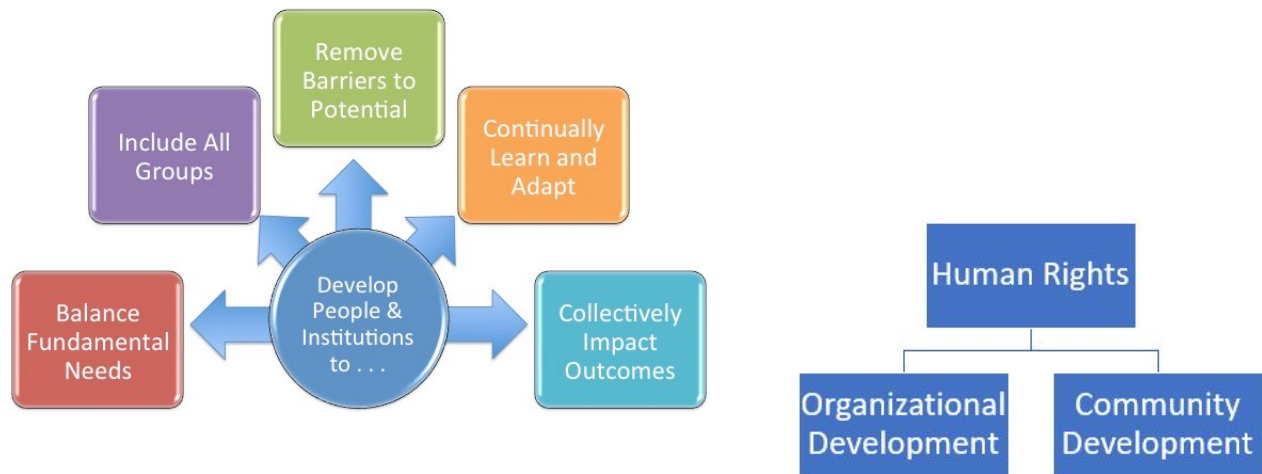 Remove
Barriers to
Potential
Include All
Groups
Continually
Learn and
Adapt
Balance
Fundamental
Needs
Develop
People &
Institutions
to . . .
Collectively
Impact
Outcomes
Human Rights
Organizational
Development
Community
Development